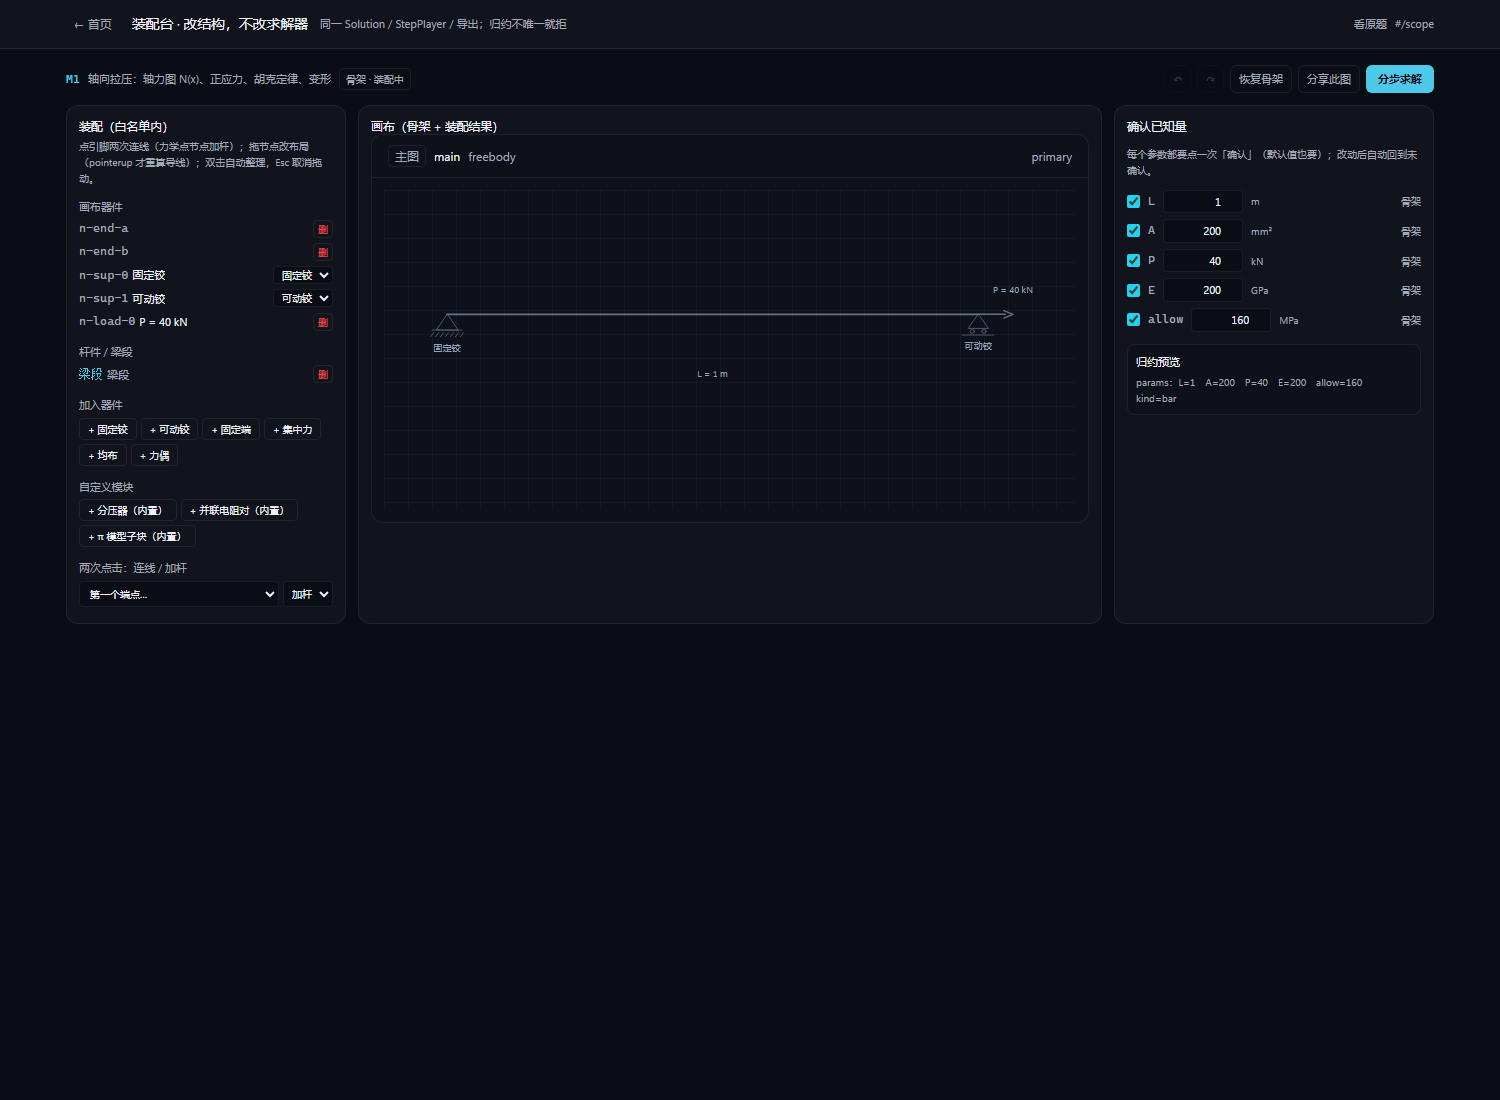 ← 首页 装配台 · 改结构，不改求解器 同一 Solution / StepPlayer / 导出；归约不唯一就拒 看原题 #/scope
M1 轴向拉压：轴力图 N(x)、正应力、胡克定律、变形 骨架 · 装配中 ↶ ↷ 恢复骨架 分享此图 分步求解
装配（白名单内）
点引脚两次连线（力学点节点加杆）；拖节点改布局
（pointerup 才重算导线）；双击自动整理，Esc 取消拖
动。
画布器件
n-end-a 删
n-end-b 删
n-sup-0 固定铰 固定铰
n-sup-1 可动铰 可动铰
n-load-0 P = 40 kN 删
杆件 / 梁段
梁段 梁段 删
加入器件
+ 固定铰 + 可动铰 + 固定端 + 集中力
+ 均布 + 力偶
自定义模块
+ 分压器（内置） + 并联电阻对（内置）
+ π 模型子块（内置）
两次点击：连线 / 加杆
第一个端点... 加杆
画布（骨架 + 装配结果）
主图 main freebody primary
P = 40 kN
固定铰 可动铰
L = 1 m
确认已知量
每个参数都要点一次「确认」（默认值也要）；改动后自动回到未
确认。
L 1 m 骨架
A 200 mm² 骨架
P 40 kN 骨架
E 200 GPa 骨架
allow 160 MPa 骨架
归约预览
params: L=1 A=200 P=40 E=200 allow=160
kind=bar